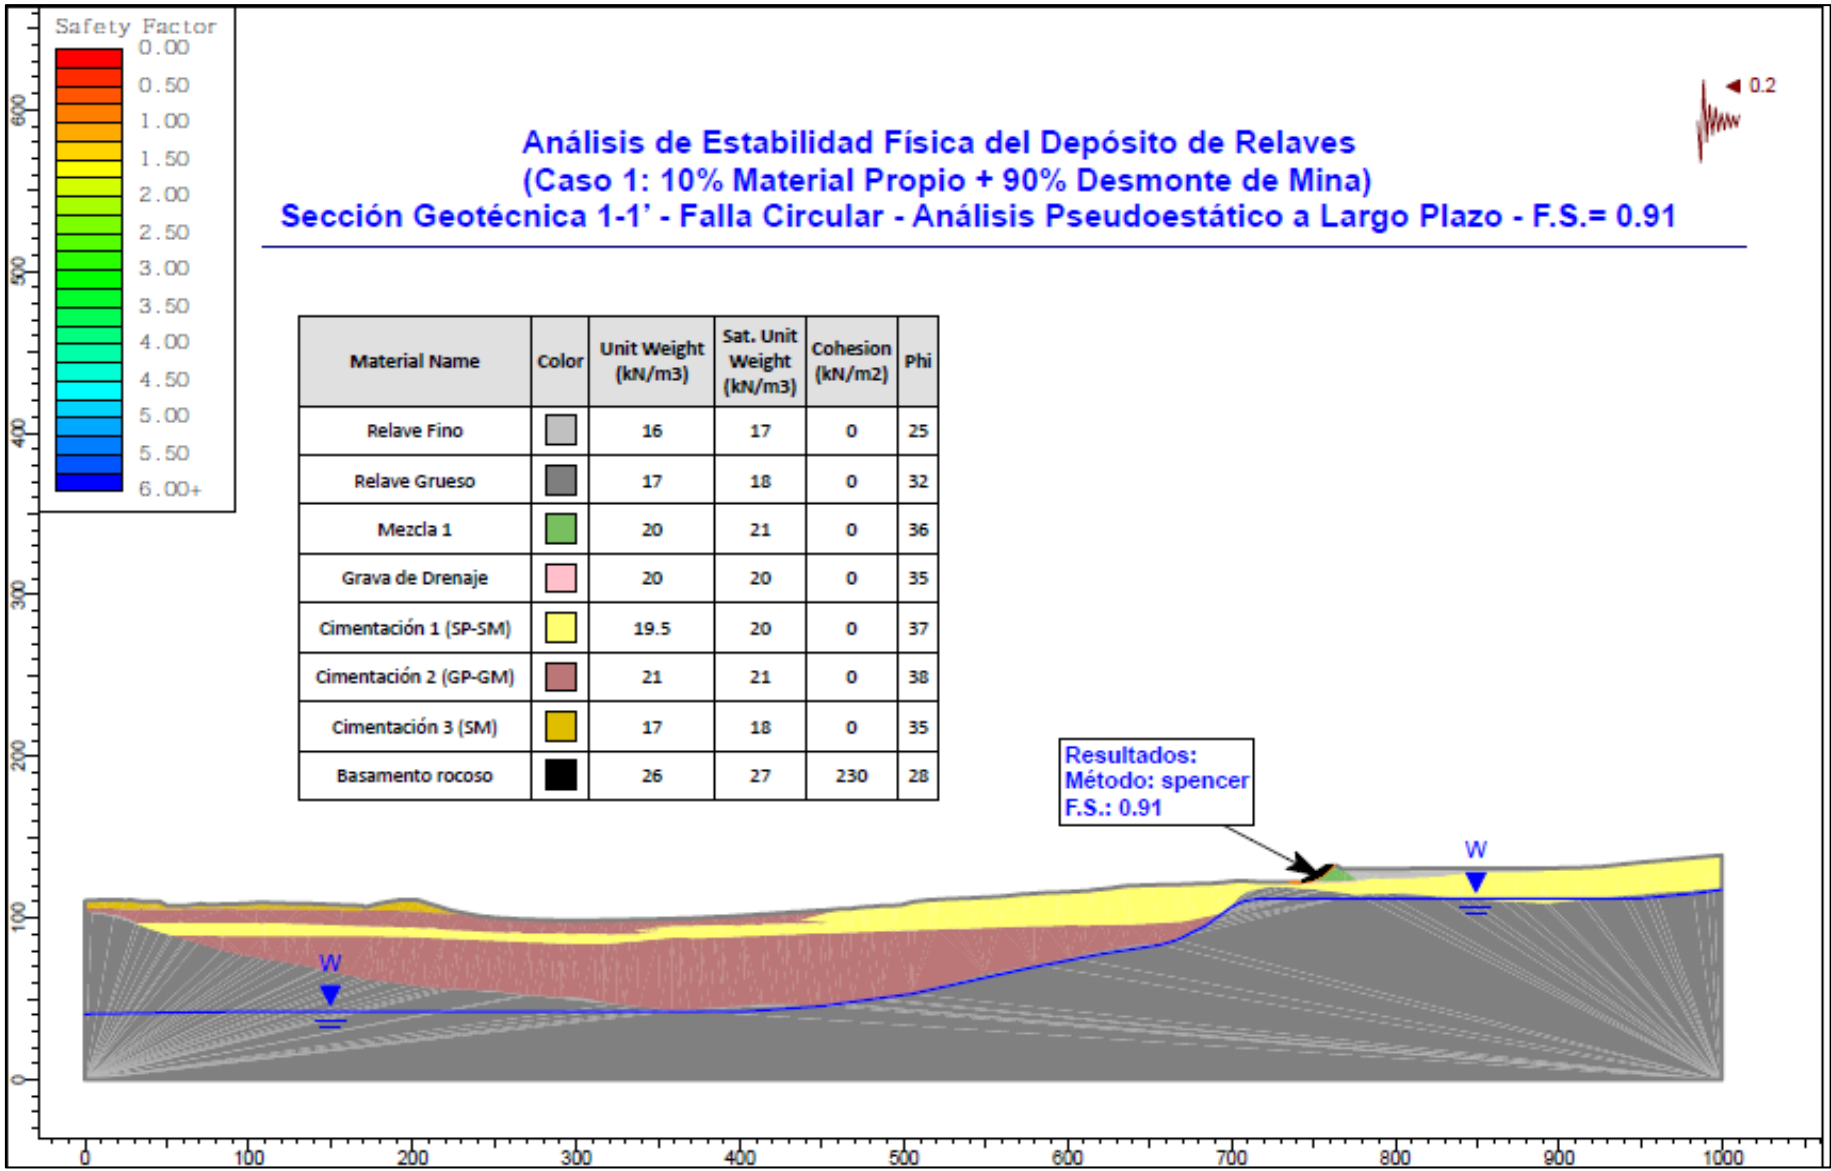 Safety Factor
0.00
0.50
1.00
1.50
2.00
2.50
3.00
3.50
4.00
4.50
5.00
5.50
6.00+
0.2
Análisis de Estabilidad Física del Depósito de Relaves
(Caso 1: 10% Material Propio + 90% Desmonte de Mina)
Sección Geotécnica 1-1' - Falla Circular - Análisis Pseudoestático a Largo Plazo - F.S.= 0.91
Material Name Color Unit Weight (kN/m3) Sat. Unit Weight (kN/m3) Cohesion (kN/m2) Phi
Relave Fino 16 17 0 25
Relave Grueso 17 18 0 32
Mezcla 1 20 21 0 36
Grava de Drenaje 20 20 0 35
Cimentación 1 (SP-SM) 19.5 20 0 37
Cimentación 2 (GP-GM) 21 21 0 38
Cimentación 3 (SM) 17 18 0 35
Basamento rocoso 26 27 230 28
Resultados:
Método: spencer
F.S.: 0.91
W
W
600
500
400
300
200
100
0
0 100 200 300 400 500 600 700 800 900 1000